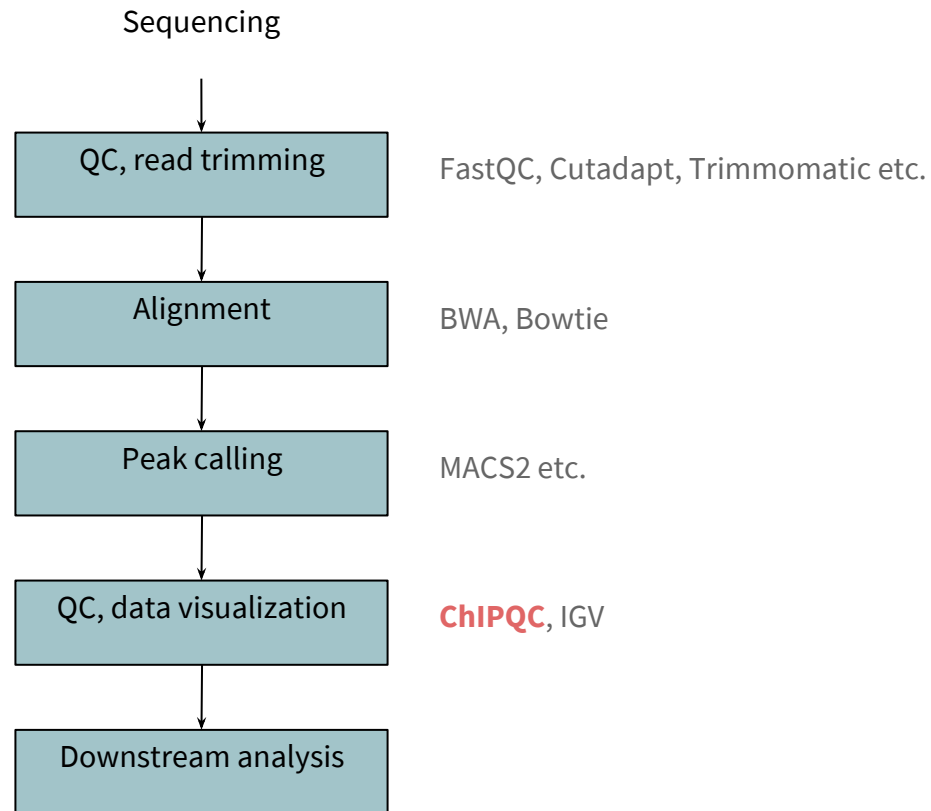 Sequencing
QC, read trimming
FastQC, Cutadapt, Trimmomatic etc.
Alignment
BWA, Bowtie
Peak calling
MACS2 etc.
QC, data visualization
ChIPQC, IGV
Downstream analysis